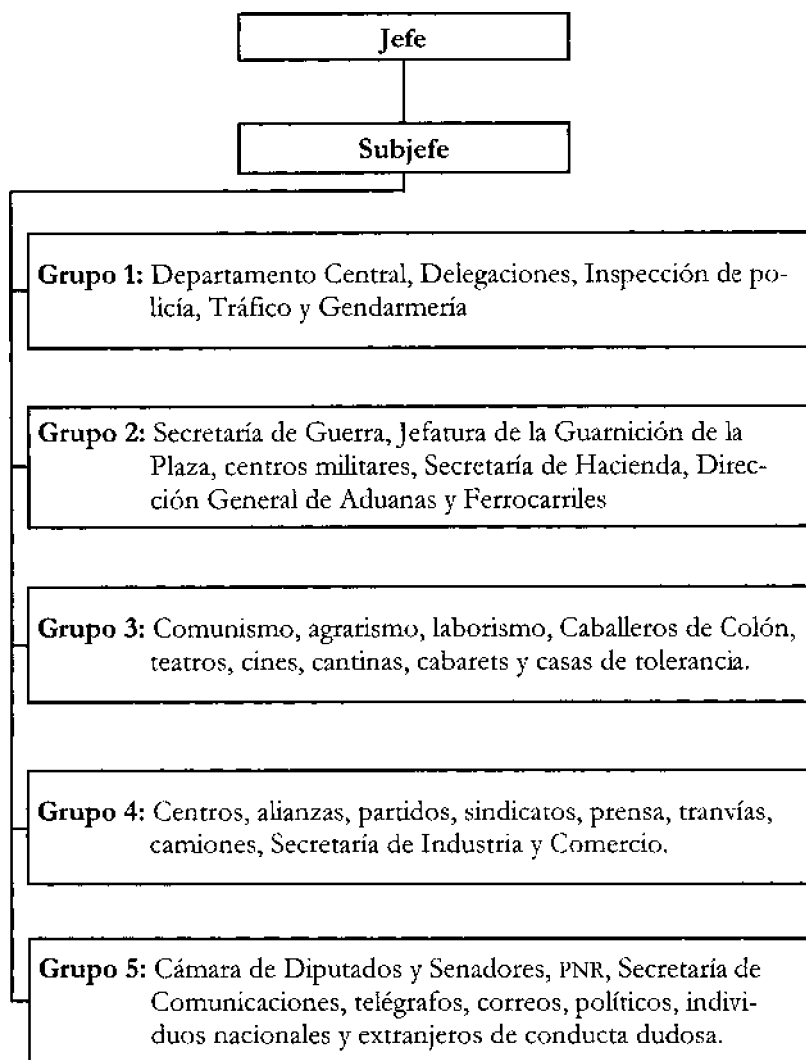 Jefe
Subjefe
Grupo 1: Departamento Central, Delegaciones, Inspección de po-
licía, Tráfico y Gendarmería
Grupo 2: Secretaría de Guerra, Jefatura de la Guarnición de la
Plaza, centros militares, Secretaría de Hacienda, Direc-
ción General de Aduanas y Ferrocarriles
Grupo 3: Comunismo, agrarismo, laborismo, Caballeros de Colón,
teatros, cines, cantinas, cabarets y casas de tolerancia.
Grupo 4: Centros, alianzas, partidos, sindicatos, prensa, tranvías,
camiones, Secretaría de Industria y Comercio.
Grupo 5: Cámara de Diputados y Senadores, PNR, Secretaría de
Comunicaciones, telégrafos, correos, políticos, indivi-
duos nacionales y extranjeros de conducta dudosa.